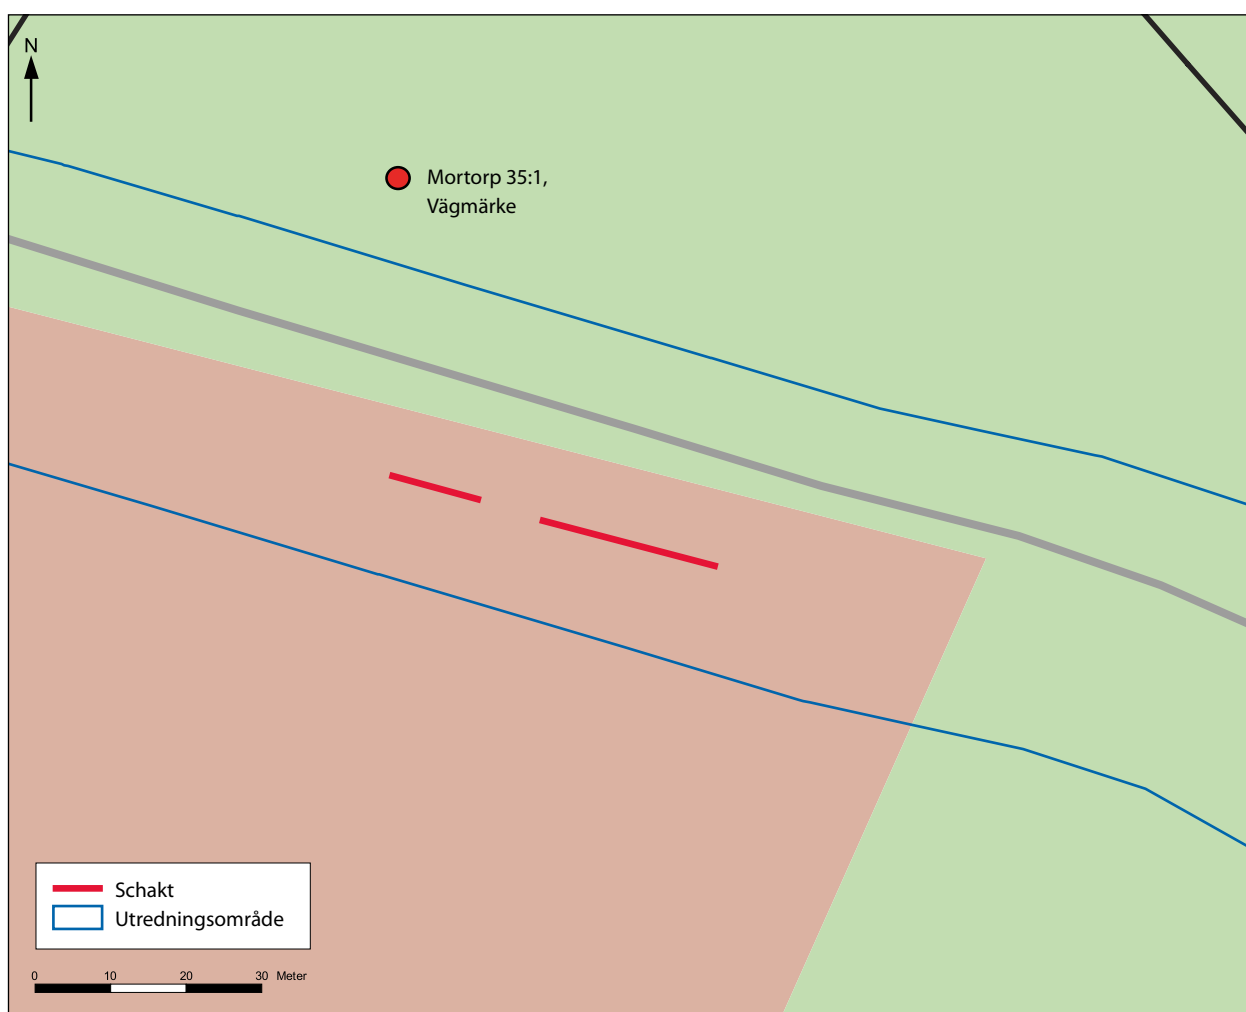 N
Mortorp 35:1,
Vägmärke
Schakt
Utredningsområde
0 10 20 30 Meter